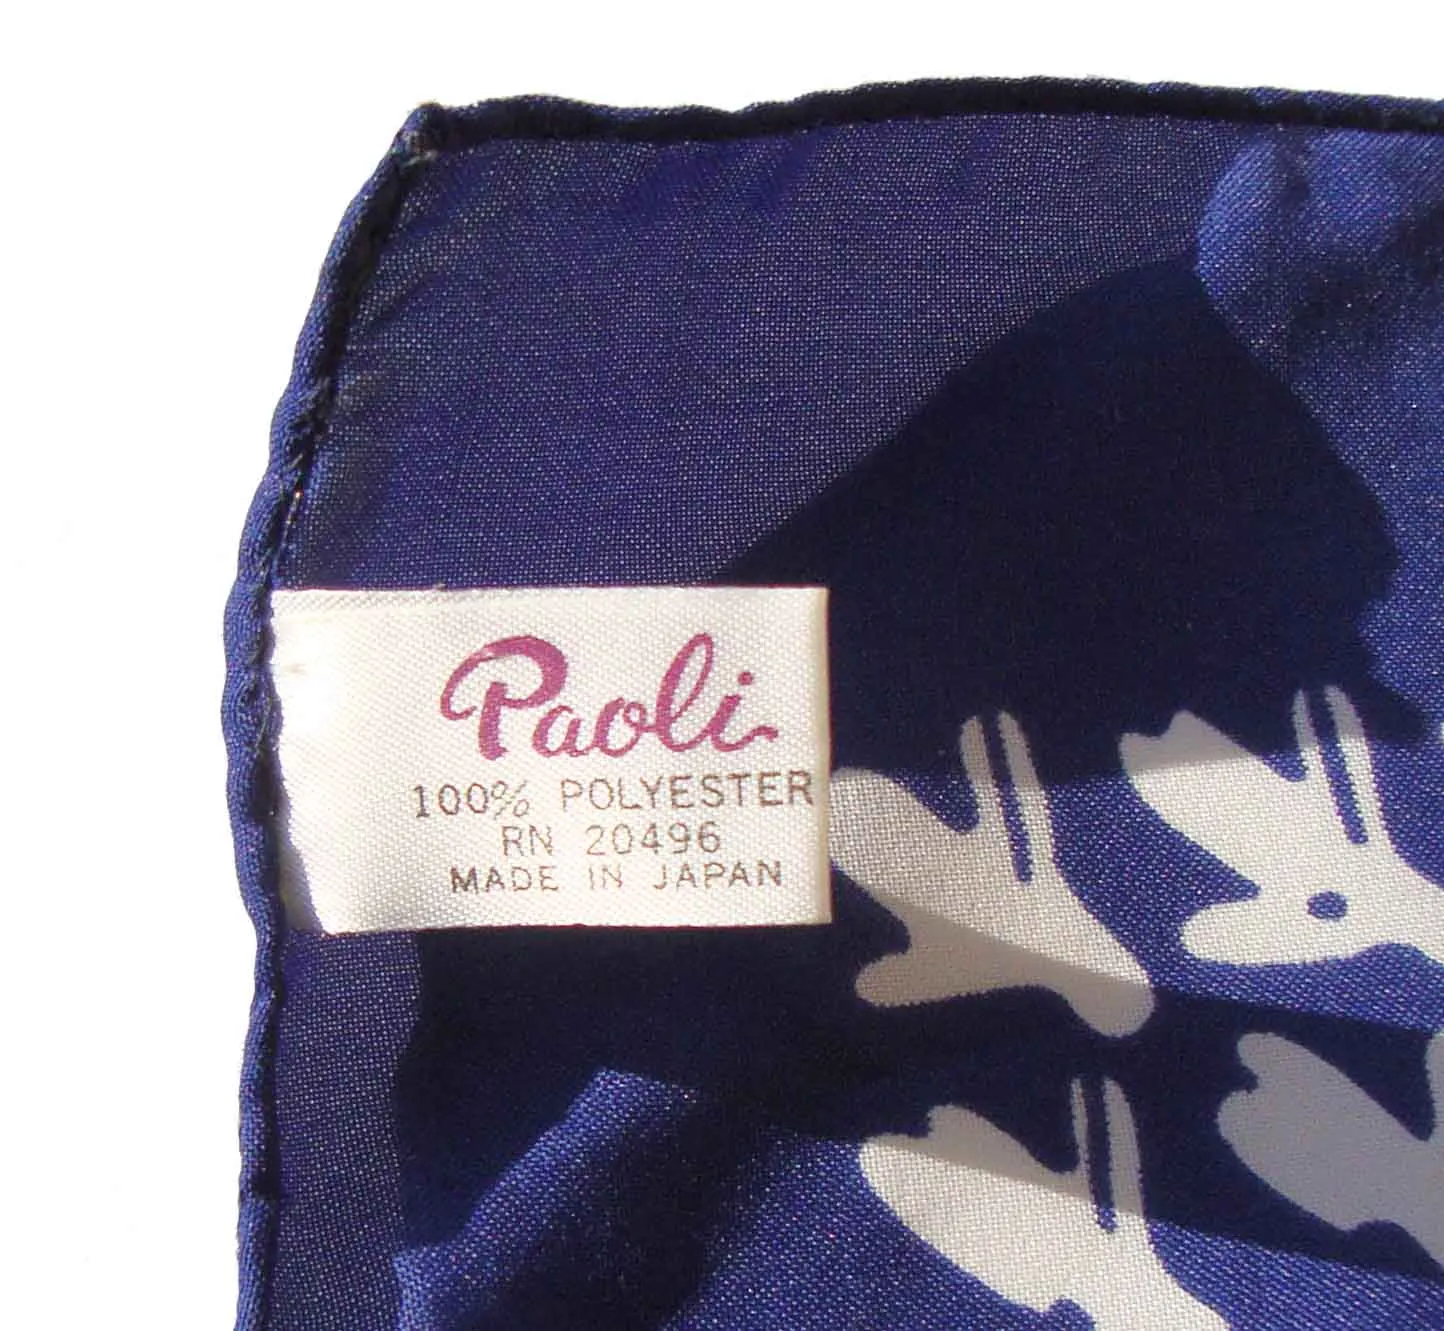 Paoli
100% POLYESTER
RN 20496
MADE IN JAPAN